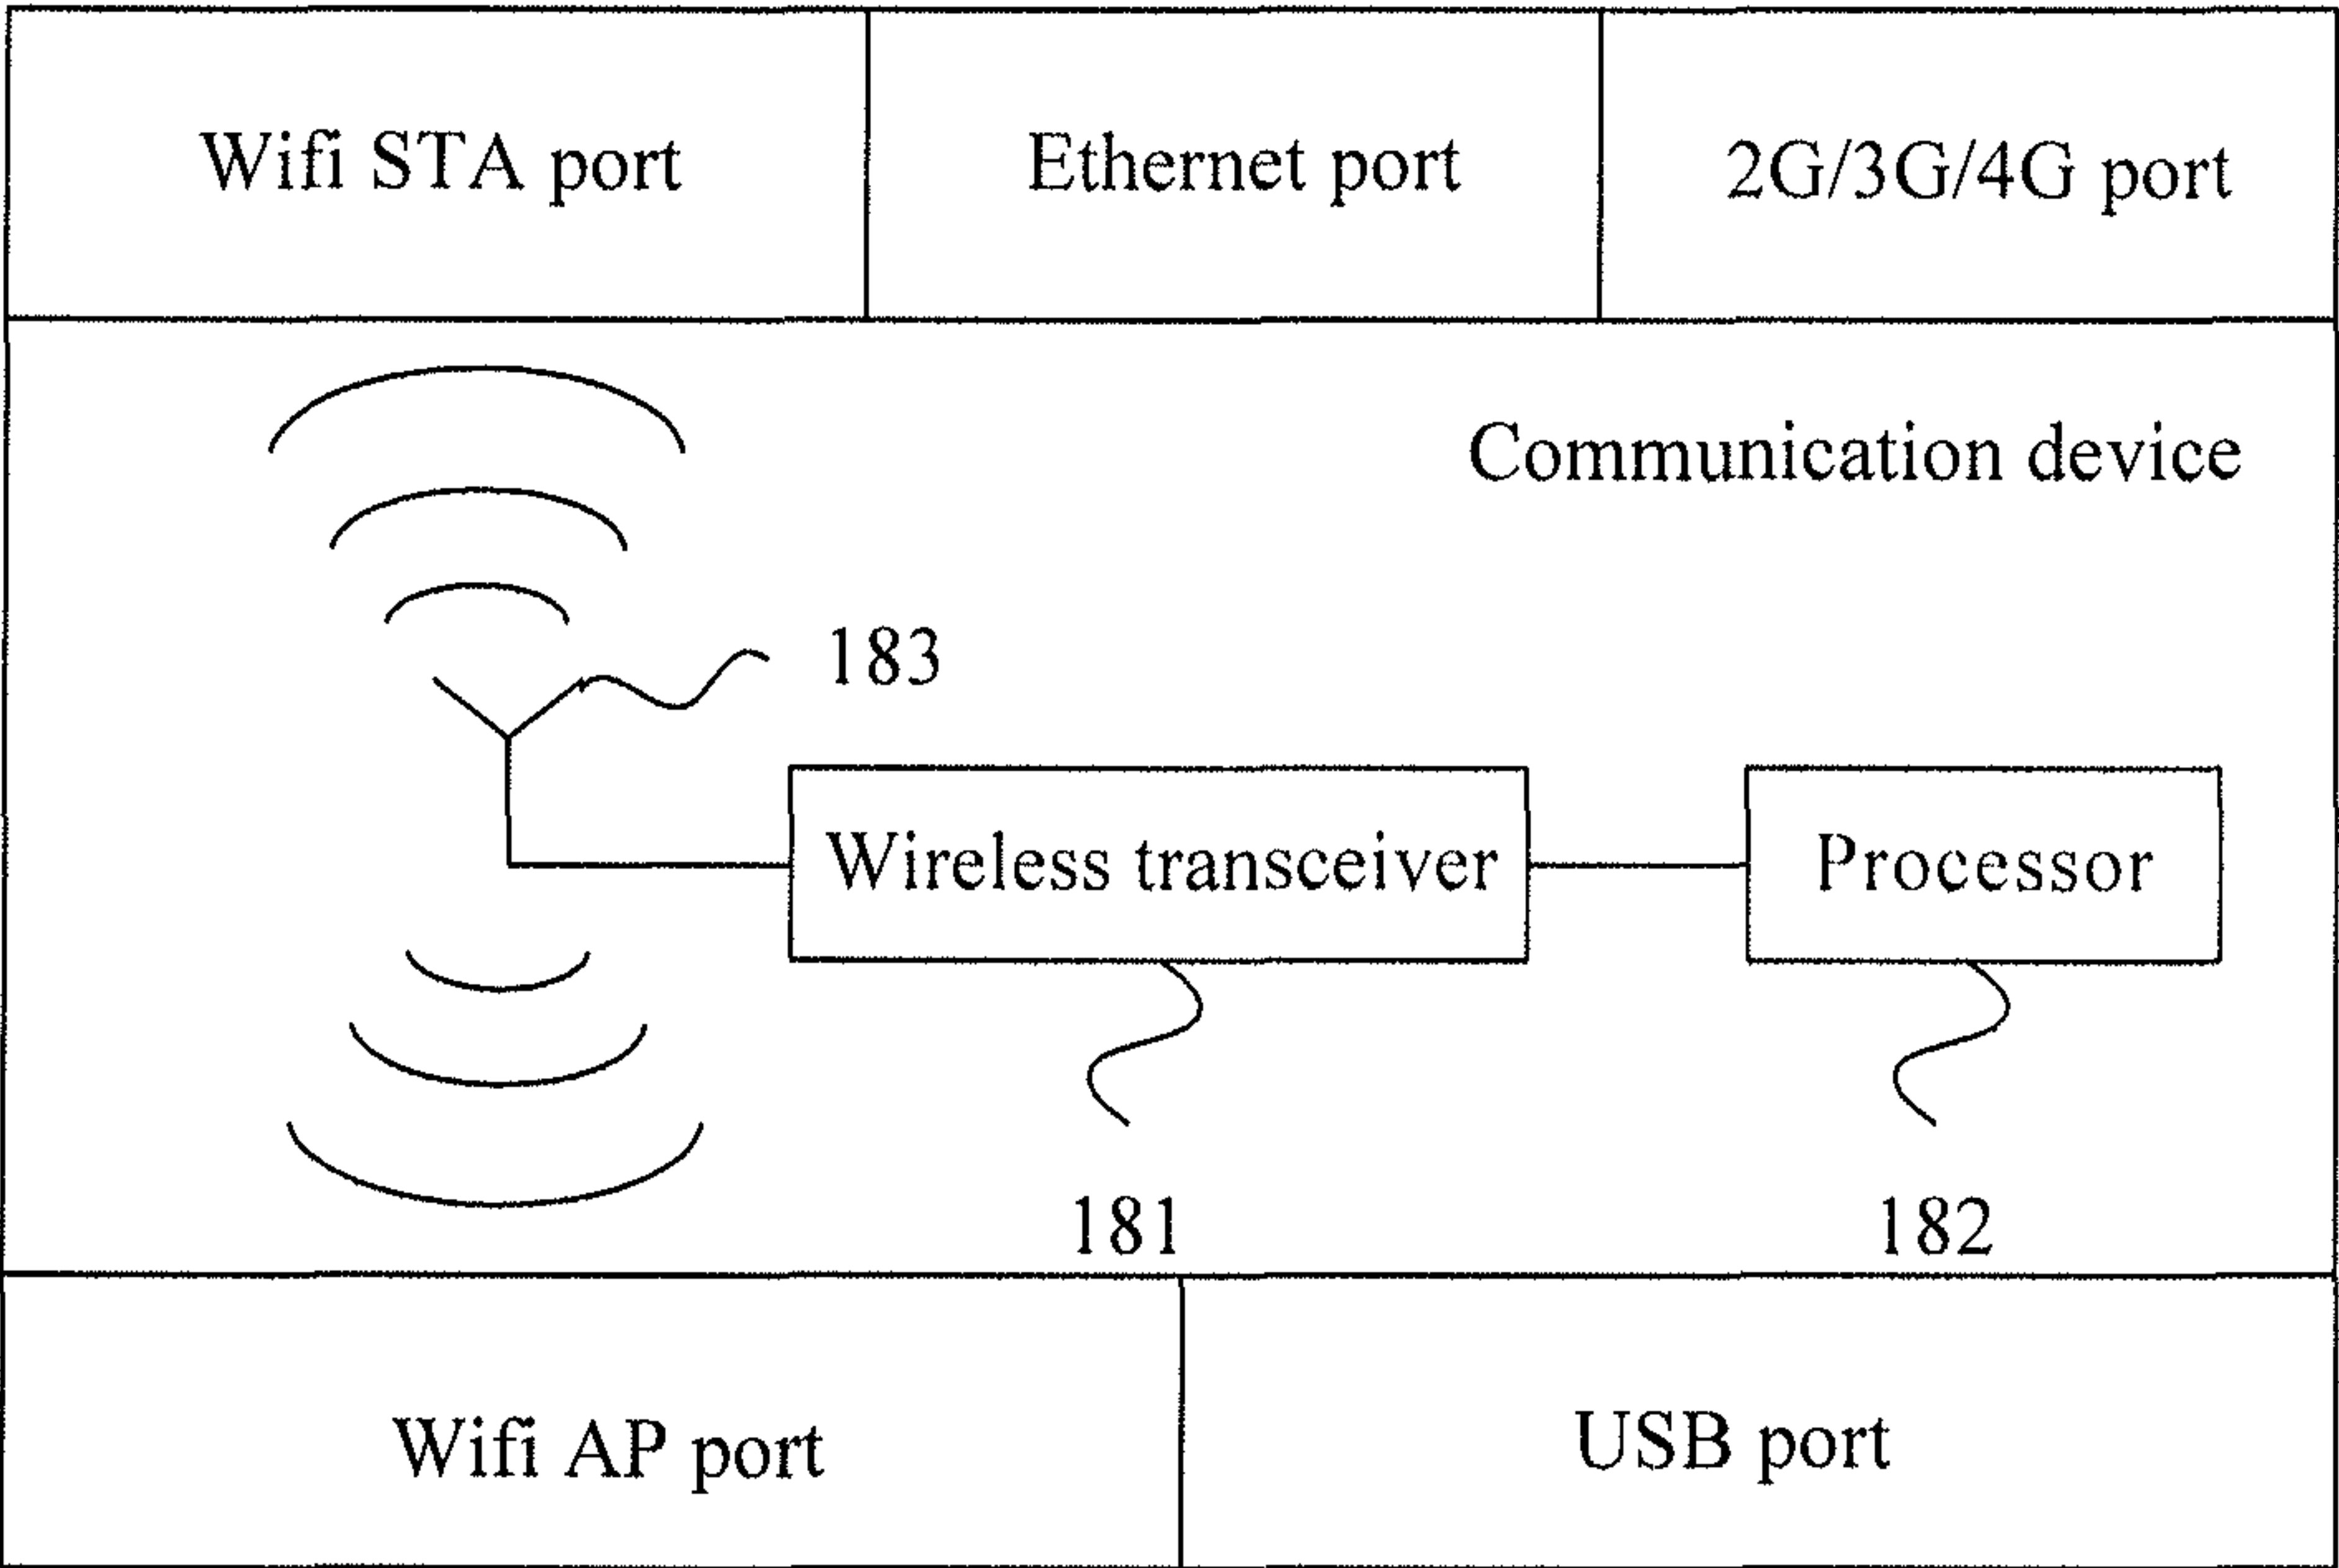 Wifi STA port
Ethernet port
2G/3G/4G port
Communication device
183
Wireless transceiver
Processor
181
182
Wifi AP port
USB port